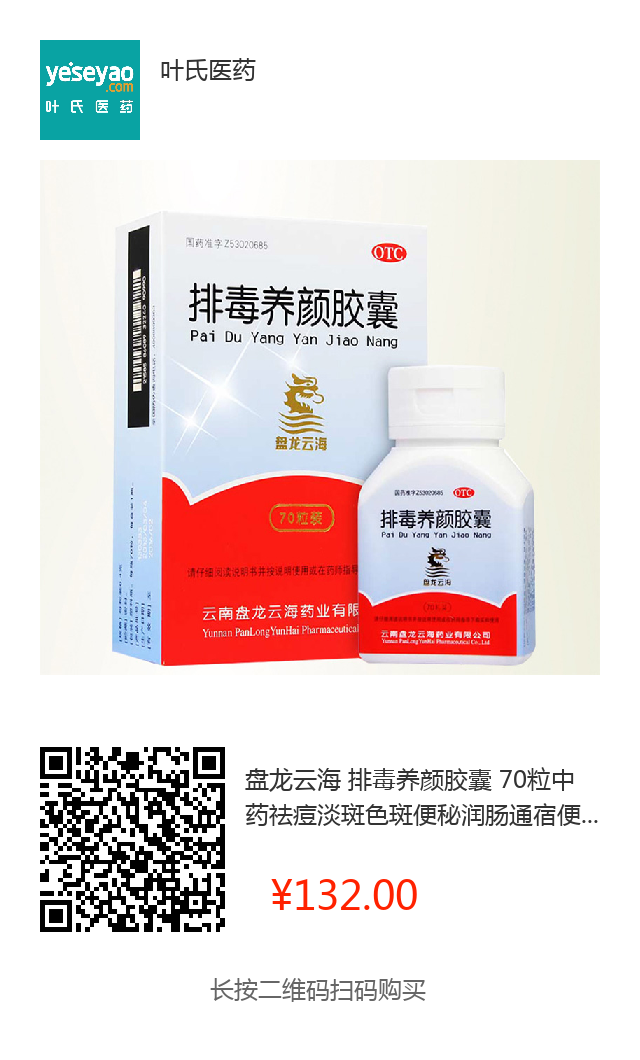 yeseyao
.com
叶氏医药
叶氏医药
国药准字Z53020685
OTC
排毒养颜胶囊
Pai Du Yang Yan Jiao Nang
盘龙云海
70粒装
请仔细阅读说明书并按说明使用或在药师指导
云南盘龙云海药业有限
Yunnan PanLongYunHai Pharmaceutical
国药准字Z53020685
OTC
排毒养颜胶囊
Pai Du Yang Yan Jiao Nang
盘龙云海
云南盘龙云海药业有限公司
Yunnan PanLongYunHai Pharmaceutical Co.,Ltd
盘龙云海 排毒养颜胶囊 70粒中
药祛痘淡斑色斑便秘润肠通宿便...
¥132.00
长按二维码扫码购买